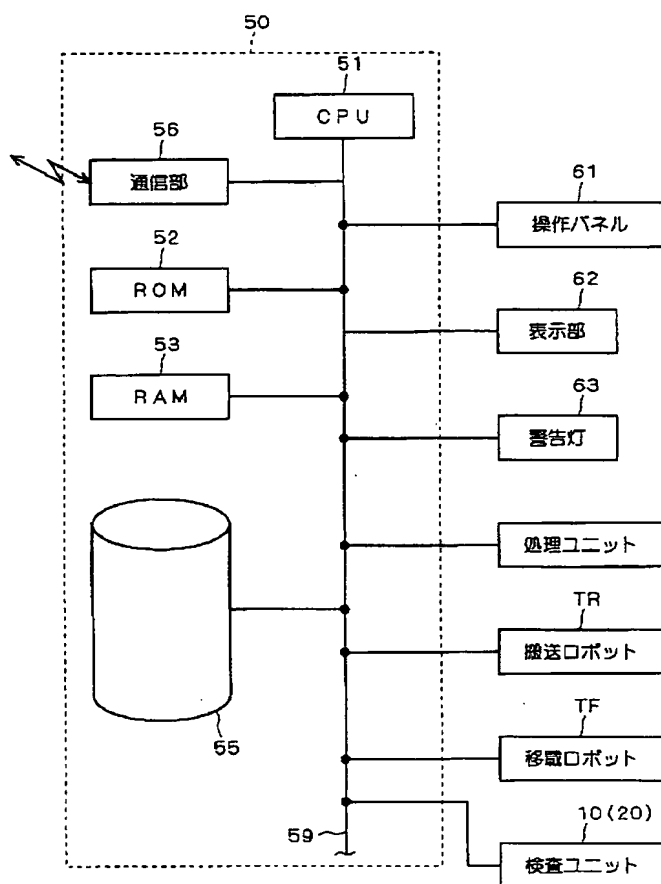 50
51
CPU
56
通信部
61
操作パネル
52
ROM
62
表示部
53
RAM
63
警告灯
処理ユニット
TR
搬送ロボット
55
TF
移載ロボット
59
10(20)
検査ユニット